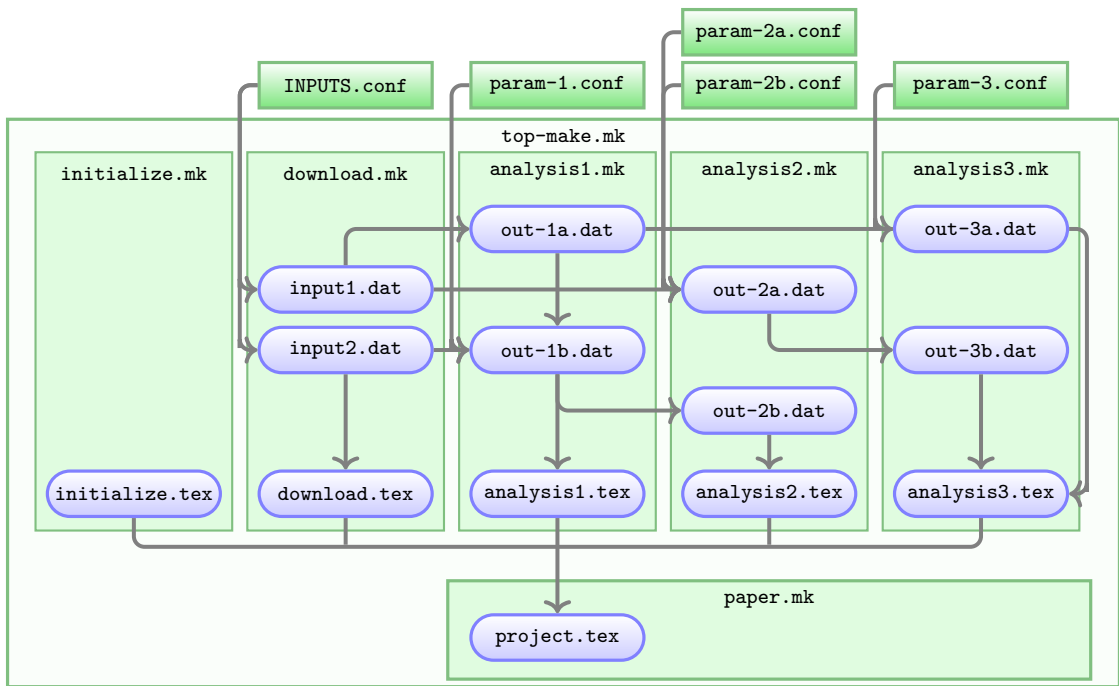 param-2a.conf
INPUTS.conf
param-1.conf
param-2b.conf
param-3.conf
top-make.mk
initialize.mk
download.mk
analysis1.mk
analysis2.mk
analysis3.mk
out-1a.dat
out-3a.dat
input1.dat
out-2a.dat
input2.dat
out-1b.dat
out-3b.dat
out-2b.dat
initialize.tex
download.tex
analysis1.tex
analysis2.tex
analysis3.tex
paper.mk
project.tex